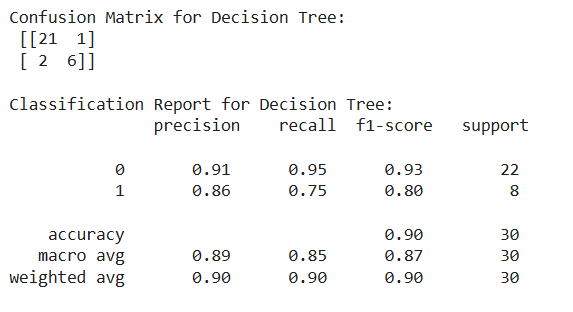 Confusion Matrix for Decision Tree:
[[21 1]
[ 2 6]]
Classification Report for Decision Tree:
precision recall f1-score support
0 0.91 0.95 0.93 22
1 0.86 0.75 0.80 8
accuracy 0.90 30
macro avg 0.89 0.85 0.87 30
weighted avg 0.90 0.90 0.90 30